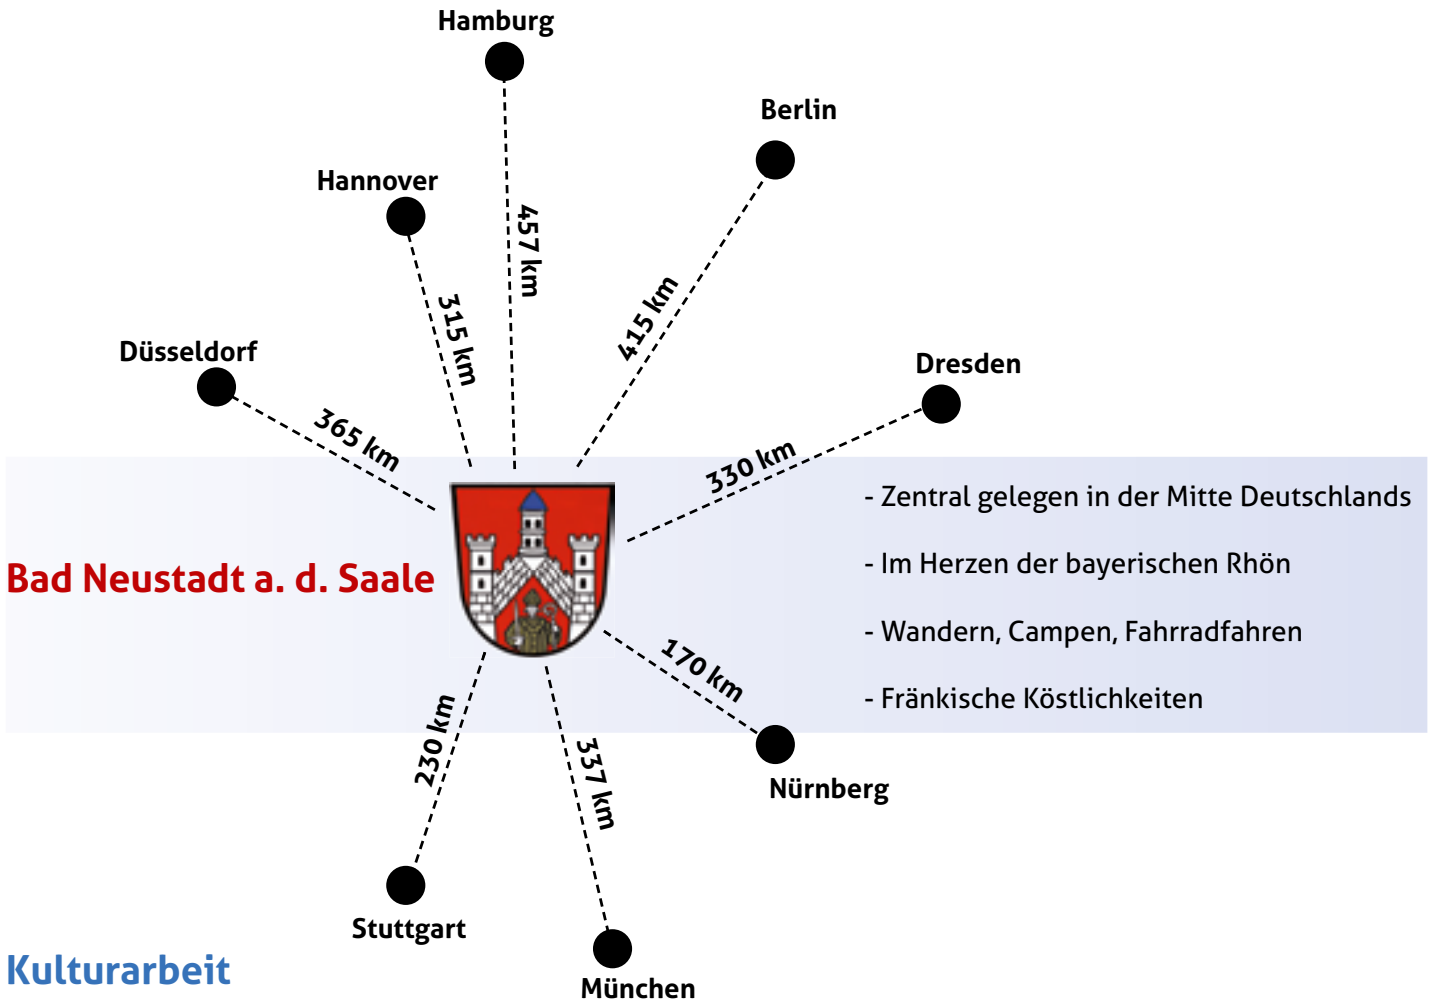 Hamburg
Berlin
Hannover
457 km
415 km
315 km
Düsseldorf
Dresden
365 km
330 km
- Zentral gelegen in der Mitte Deutschlands
- Im Herzen der bayerischen Rhön
Bad Neustadt a. d. Saale
- Wandern, Campen, Fahrradfahren
170 km
- Fränkische Köstlichkeiten
230 km
337 km
Nürnberg
Stuttgart
Kulturarbeit
München